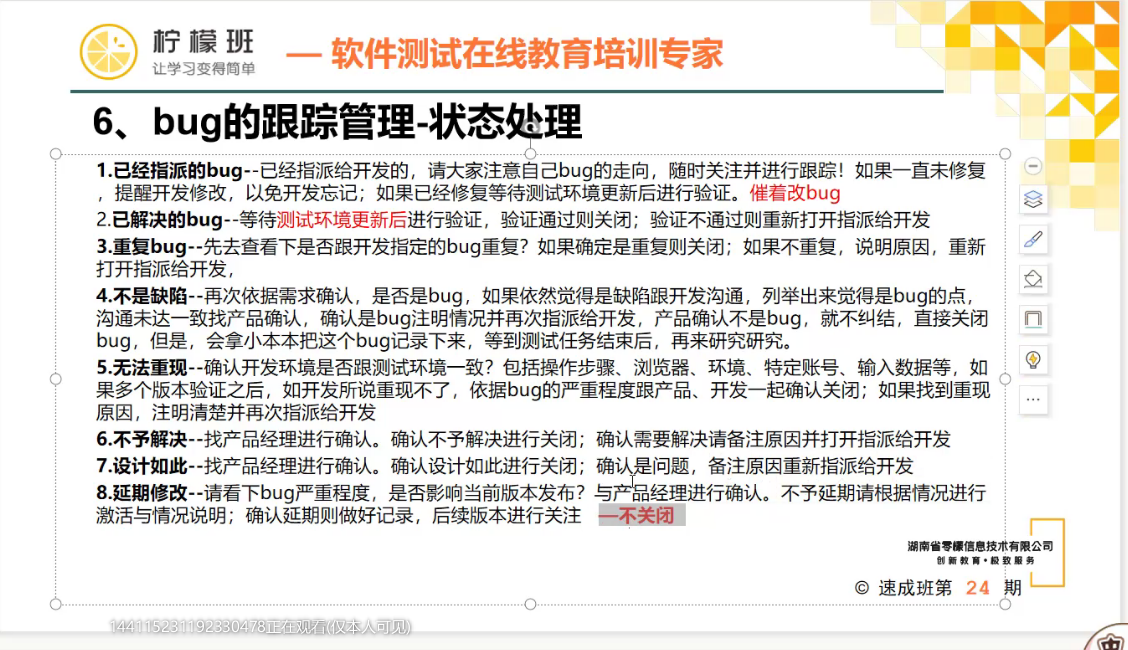 柠檬班
让学习变得简单
— 软件测试在线教育培训专家
6、bug的跟踪管理-状态处理
1.已经指派的bug--已经指派给开发的，请大家注意自己bug的走向，随时关注并进行跟踪！如果一直未修复
，提醒开发修改，以免开发忘记；如果已经修复等待测试环境更新后进行验证。催着改bug
2.已解决的bug--等待测试环境更新后进行验证，验证通过则关闭；验证不通过则重新打开指派给开发
3.重复bug--先去查看下是否跟开发指定的bug重复？如果确定是重复则关闭；如果不重复，说明原因，重新
打开指派给开发，
4.不是缺陷--再次依据需求确认，是否是bug，如果依然觉得是缺陷跟开发沟通，列举出来觉得是bug的点，
沟通未达一致找产品确认，确认是bug注明情况并再次指派给开发，产品确认不是bug，就不纠结，直接关闭
bug，但是，会拿小本本把这个bug记录下来，等到测试任务结束后，再来研究研究。
5.无法重现--确认开发环境是否跟测试环境一致？包括操作步骤、浏览器、环境、特定账号、输入数据等，如
果多个版本验证之后，如开发所说重现不了，依据bug的严重程度跟产品、开发一起确认关闭；如果找到重现
原因，注明清楚并再次指派给开发
6.不予解决--找产品经理进行确认。确认不予解决进行关闭；确认需要解决请备注原因并打开指派给开发
7.设计如此--找产品经理进行确认。确认设计如此进行关闭；确认是问题，备注原因重新指派给开发
8.延期修改--请看下bug严重程度，是否影响当前版本发布？与产品经理进行确认。不予延期请根据情况进行
激活与情况说明；确认延期则做好记录，后续版本进行关注 —不关闭
湖南省零檬信息技术有限公司
创新教育•极致服务
© 速成班第 24 期
144115231192330478正在观看(仅本人可见)